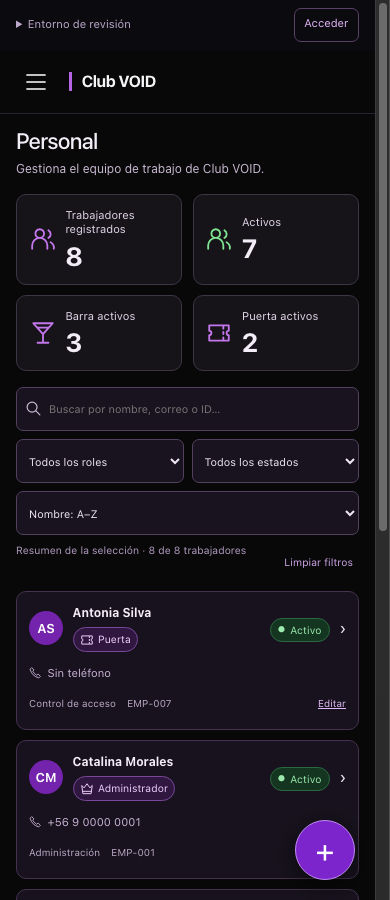 Entorno de revisión
Acceder
Club VOID
Personal
Gestiona el equipo de trabajo de Club VOID.
Trabajadores
registrados
8
Activos
7
Barra activos
3
Puerta activos
2
Buscar por nombre, correo o ID...
Todos los roles
Todos los estados
Nombre: A–Z
Resumen de la selección · 8 de 8 trabajadores
Limpiar filtros
AS
Antonia Silva
Puerta
Activo
Sin teléfono
Control de acceso EMP-007
Editar
CM
Catalina Morales
Administrador
Activo
+56 9 0000 0001
Administración EMP-001
+